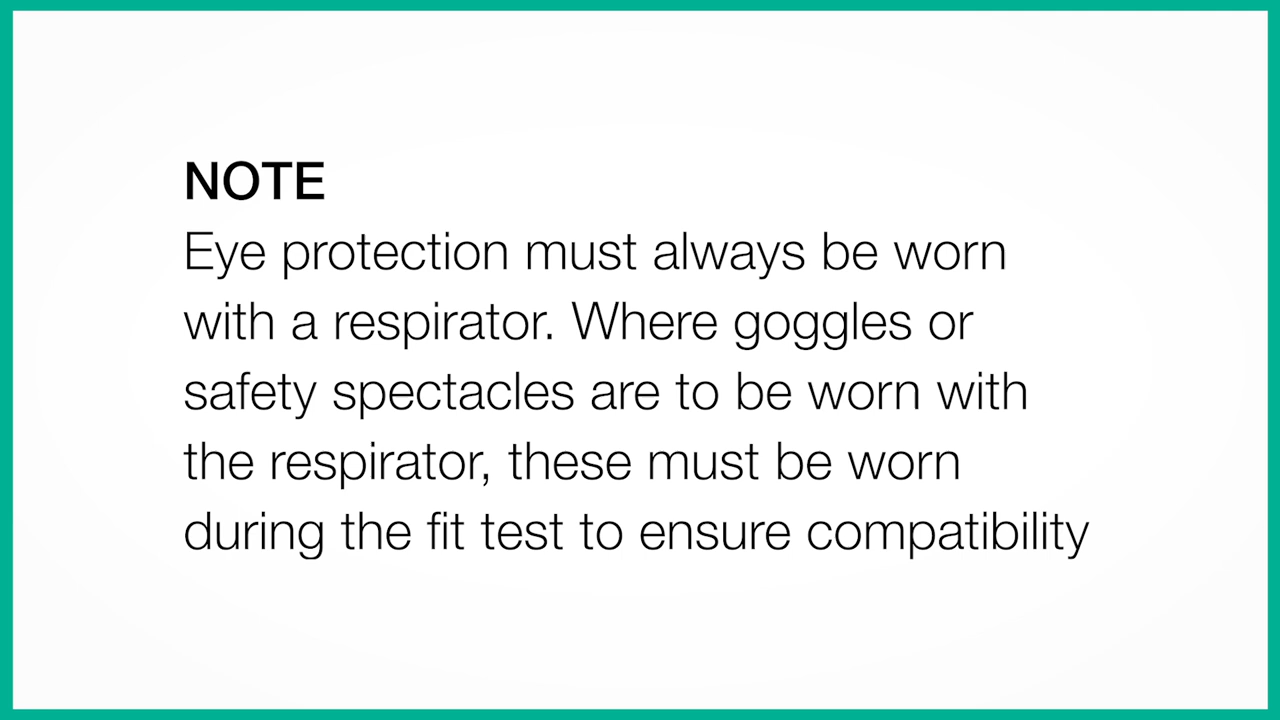 NOTE
Eye protection must always be worn
with a respirator. Where goggles or
safety spectacles are to be worn with
the respirator, these must be worn
during the fit test to ensure compatibility